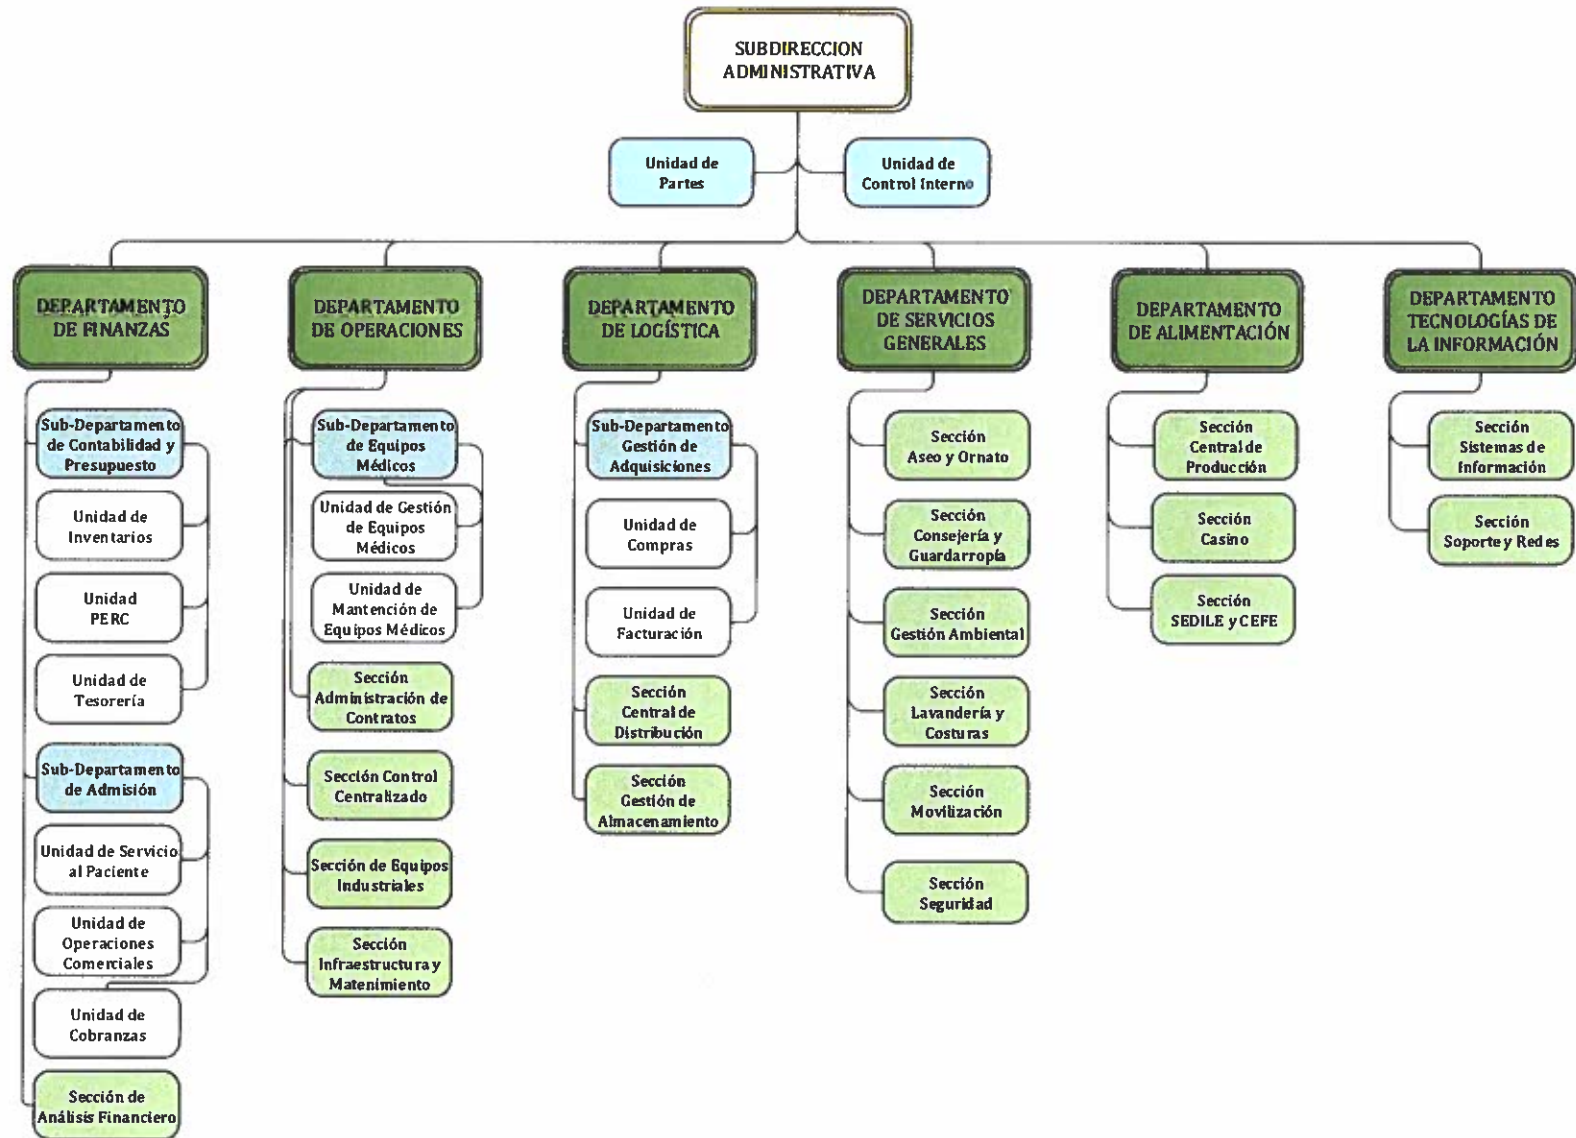 SUBDIRECCION
ADMINISTRATIVA
Unidad de
Partes
Unidad de
Control Interno
DEPARTAMENTO
DE FINANZAS
DEPARTAMENTO
DE OPERACIONES
DEPARTAMENTO
DE LOGÍSTICA
DEPARTAMENTO
DE SERVICIOS
GENERALES
DEPARTAMENTO
DE ALIMENTACIÓN
DEPARTAMENTO
TECNOLOGÍAS DE
LA INFORMACIÓN
Sub-Departamento
de Contabilidad y
Presupuesto
Unidad de
Inventarios
Unidad
PERC
Unidad de
Tesorería
Sub-Departamento
de Admisión
Unidad de Servicio
al Paciente
Unidad de
Operaciones
Comerciales
Unidad de
Cobranzas
Sección de
Análisis Financiero
Sub-Departamento
de Equipos
Médicos
Unidad de Gestión
de Equipos
Médicos
Unidad de
Mantención de
Equipos Médicos
Sección
Administración de
Contratos
Sección Control
Centralizado
Sección de Equipos
Industriales
Sección
Infraestructura y
Matenimiento
Sub-Departamento
Gestión de
Adquisiciones
Unidad de
Compras
Unidad de
Facturación
Sección
Central de
Distribución
Sección
Gestión de
Almacenamiento
Sección
Aseo y Ornato
Sección
Consejería y
Guardarropía
Sección
Gestión Ambiental
Sección
Lavandería y
Costuras
Sección
Movilización
Sección
Seguridad
Sección
Central de
Producción
Sección
Casino
Sección
SEDILE y CEFE
Sección
Sistemas de
Información
Sección
Soporte y Redes